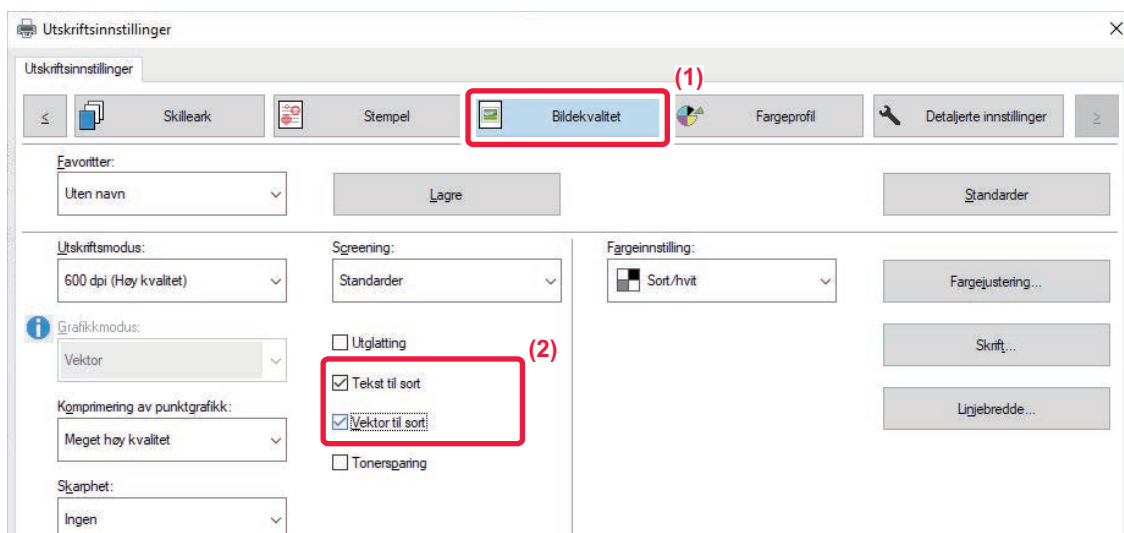 Utskriftsinnstillinger
Utskriftsinnstillinger
(1)
≤ Skilleark Stempel Bildekvalitet Fargeprofil Detaljerte innstillinger ≥
Favoritter:
Uten navn Lagre Standarder
Utskriftsmodus: Screening: Fargeinnstilling:
600 dpi (Høy kvalitet) Standarder Sort/hvit Fargejustering...
Grafikkmodus:
Vektor
Utglatting
(2)
Skrift...
Tekst til sort
Komprimering av punktgrafikk:
Vektor til sort
Linjebredde...
Meget høy kvalitet
Tonersparing
Skarphet:
Ingen